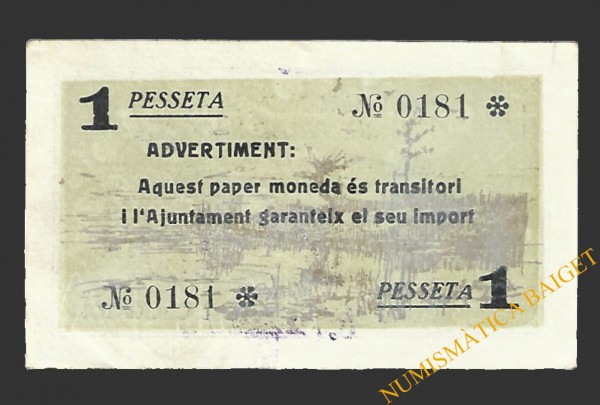 1 PESSETA Nº 0181 *
ADVERTIMENT:
Aquest paper moneda és transitori
i l'Ajuntament garanteix el seu import
Nº 0181 * PESSETA 1
NUMISMÀTICA BAIGET